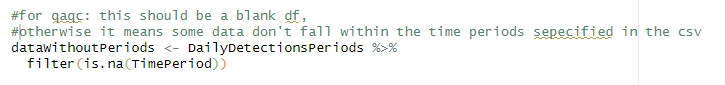 #for qaqc: this should be a blank df,
#otherwise it means some data don't fall within the time periods sepecified in the csv
dataWithoutPeriods <- DailyDetectionsPeriods %>%
  filter(is.na(TimePeriod))